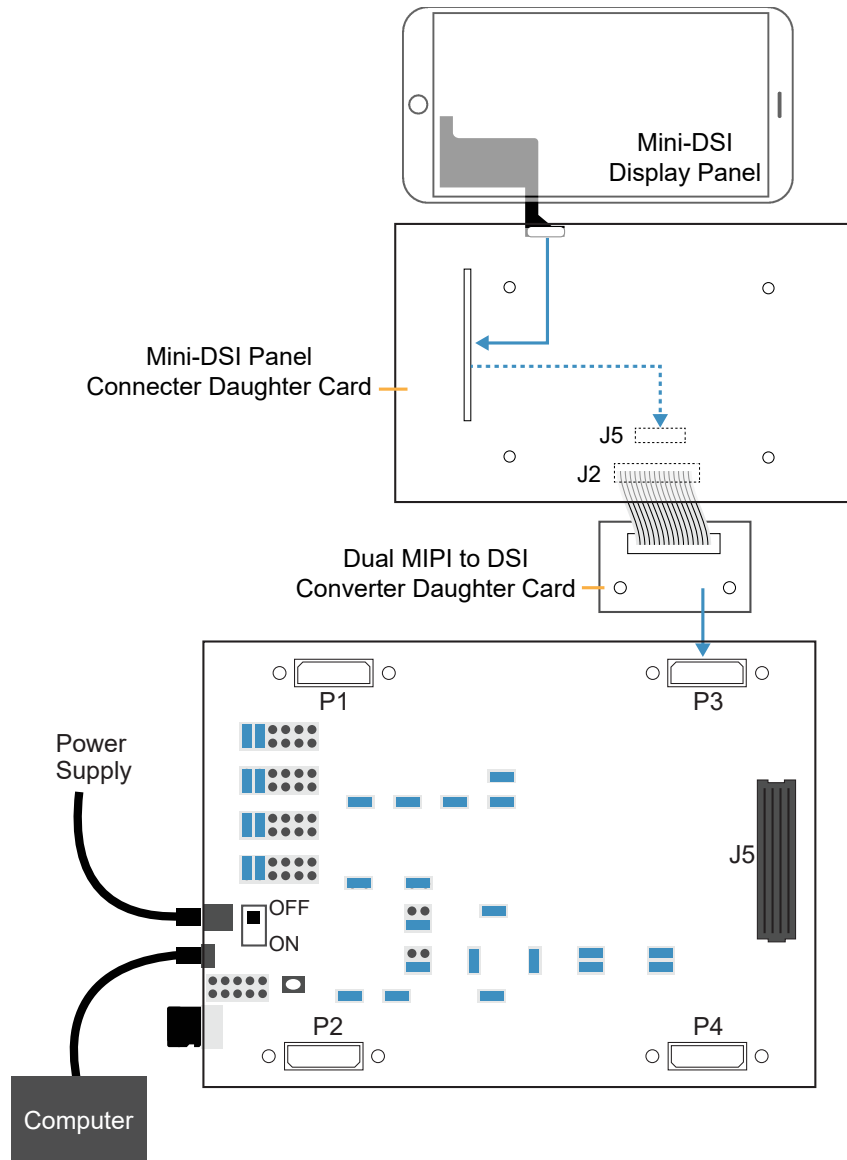 Mini-DSI
Display Panel
Mini-DSI Panel
Connecter Daughter Card
J5
J2
Dual MIPI to DSI
Converter Daughter Card
P1
P3
Power
Supply
J5
OFF
ON
P2
P4
Computer